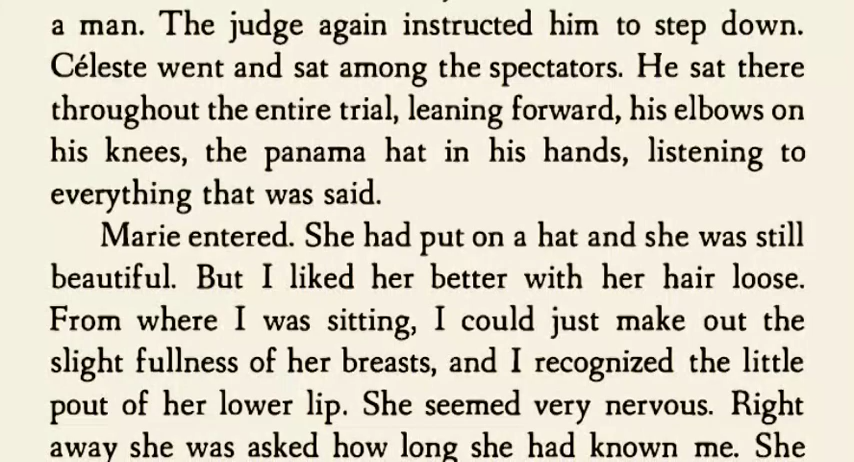 a man. The judge again instructed him to step down.
Céleste went and sat among the spectators. He sat there
throughout the entire trial, leaning forward, his elbows on
his knees, the panama hat in his hands, listening to
everything that was said.
Marie entered. She had put on a hat and she was still
beautiful. But I liked her better with her hair loose.
From where I was sitting, I could just make out the
slight fullness of her breasts, and I recognized the little
pout of her lower lip. She seemed very nervous. Right
away she was asked how long she had known me. She